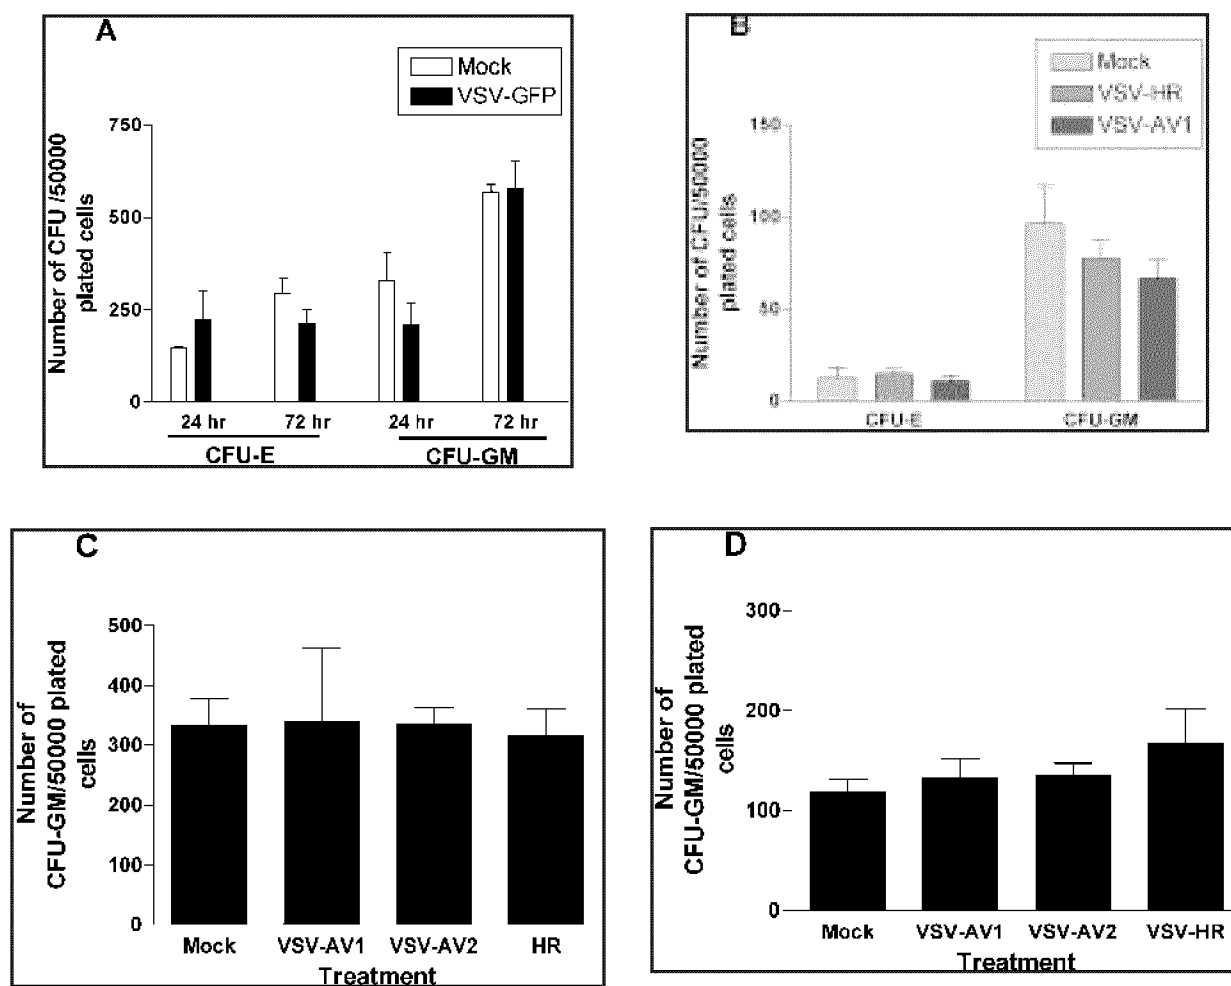 A
Mock
VSV-GFP
Number of CFU /50000
plated cells
750
500
250
0
24 hr
72 hr
24 hr
72 hr
CFU-E
CFU-GM
B
Mock
VSV-HR
VSV-AV1
Number of CFU/50000
plated cells
150
100
50
0
CFU-E
CFU-GM
C
Number of
CFU-GM/50000 plated
cells
500
400
300
200
100
0
Mock
VSV-AV1
VSV-AV2
HR
Treatment
D
Number of
CFU-GM/50000 plated
cells
300
200
100
0
Mock
VSV-AV1
VSV-AV2
VSV-HR
Treatment